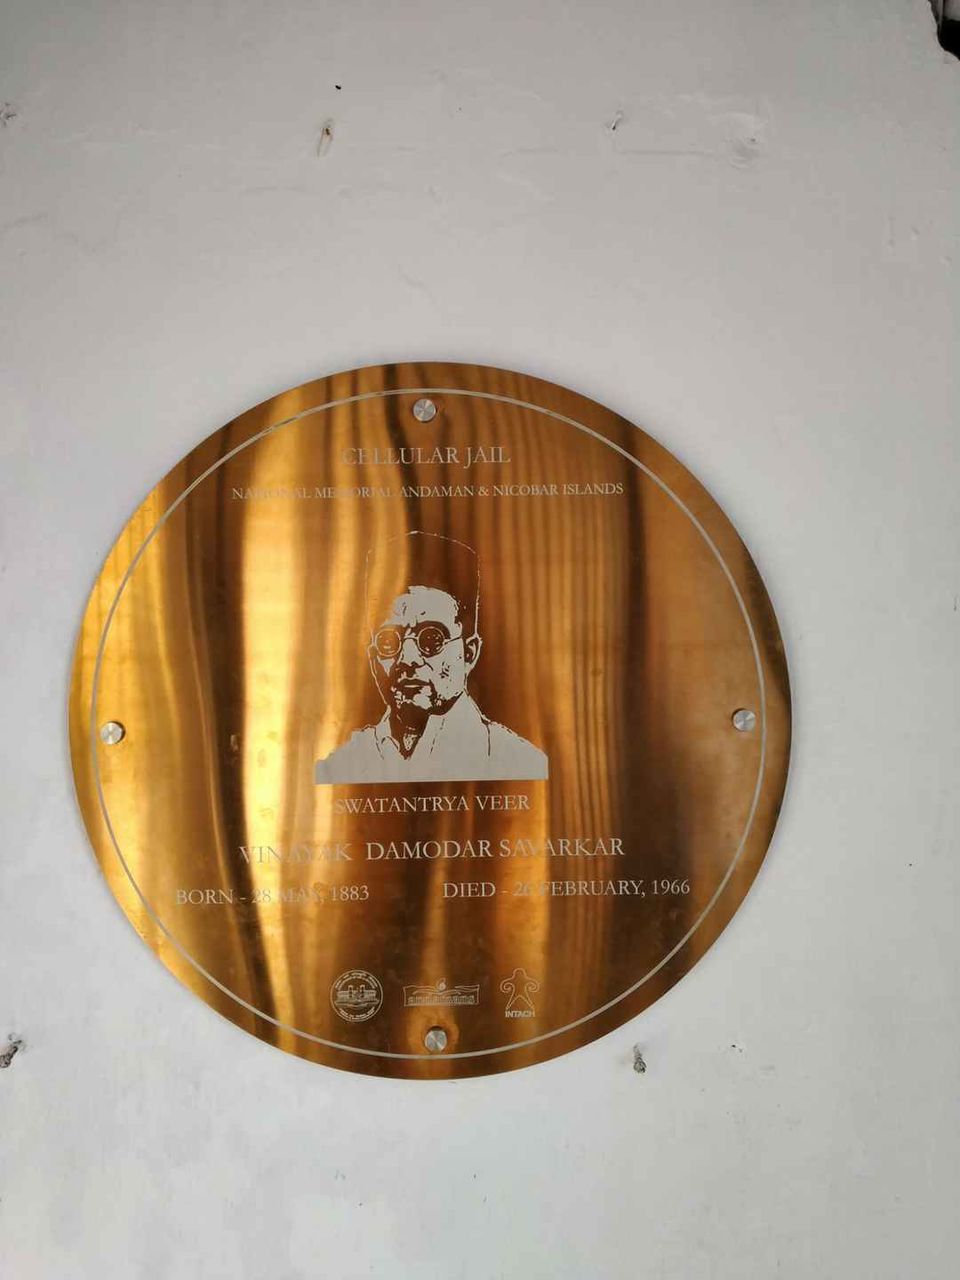 CELLULAR JAIL
NATIONAL MEMORIAL ANDAMAN & NICOBAR ISLANDS
SWATANTRYA VEER
VINAYAK DAMODAR SAVARKAR
BORN - 28 MAY, 1883 DIED - 26 FEBRUARY, 1966
andamans
INTACH